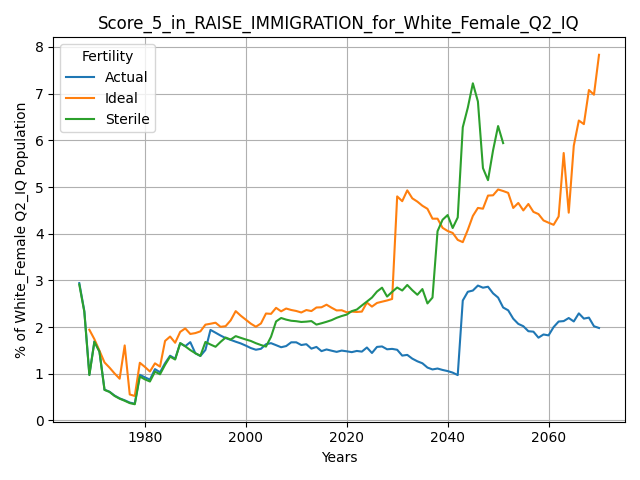 Score_5_in_RAISE_IMMIGRATION_for_White_Female_Q2_IQ
Fertility
Actual
Ideal
Sterile
% of White_Female Q2_IQ Population
8
7
6
5
4
3
2
1
0
1980
2000
2020
2040
2060
Years